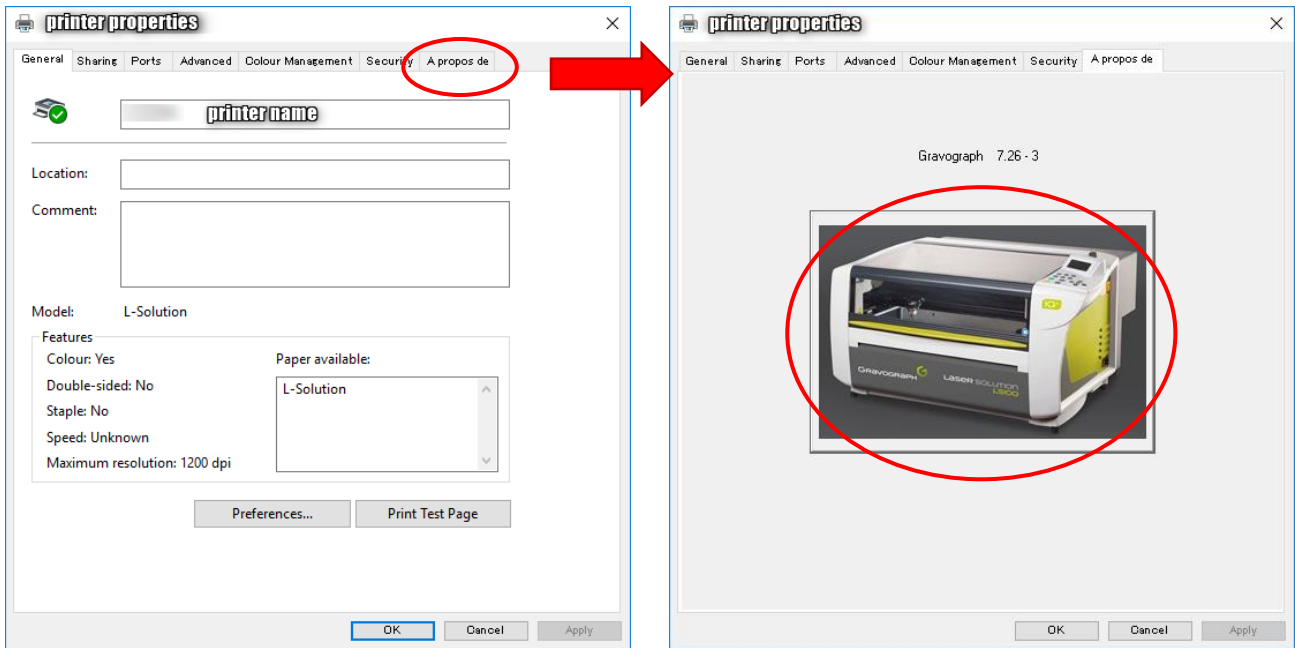 printer properties
General Sharing Ports Advanced Colour Management Security A propos de
printer name
Location:
Comment:
Model: L-Solution
Features
Colour: Yes
Double-sided: No
Staple: No
Speed: Unknown
Maximum resolution: 1200 dpi
Paper available:
L-Solution
Preferences... Print Test Page
OK Cancel Apply
printer properties
General Sharing Ports Advanced Colour Management Security A propos de
Gravograph 7.26 - 3
GRAVOGRAPH LASER SOLUTION
LS100
OK Cancel Apply